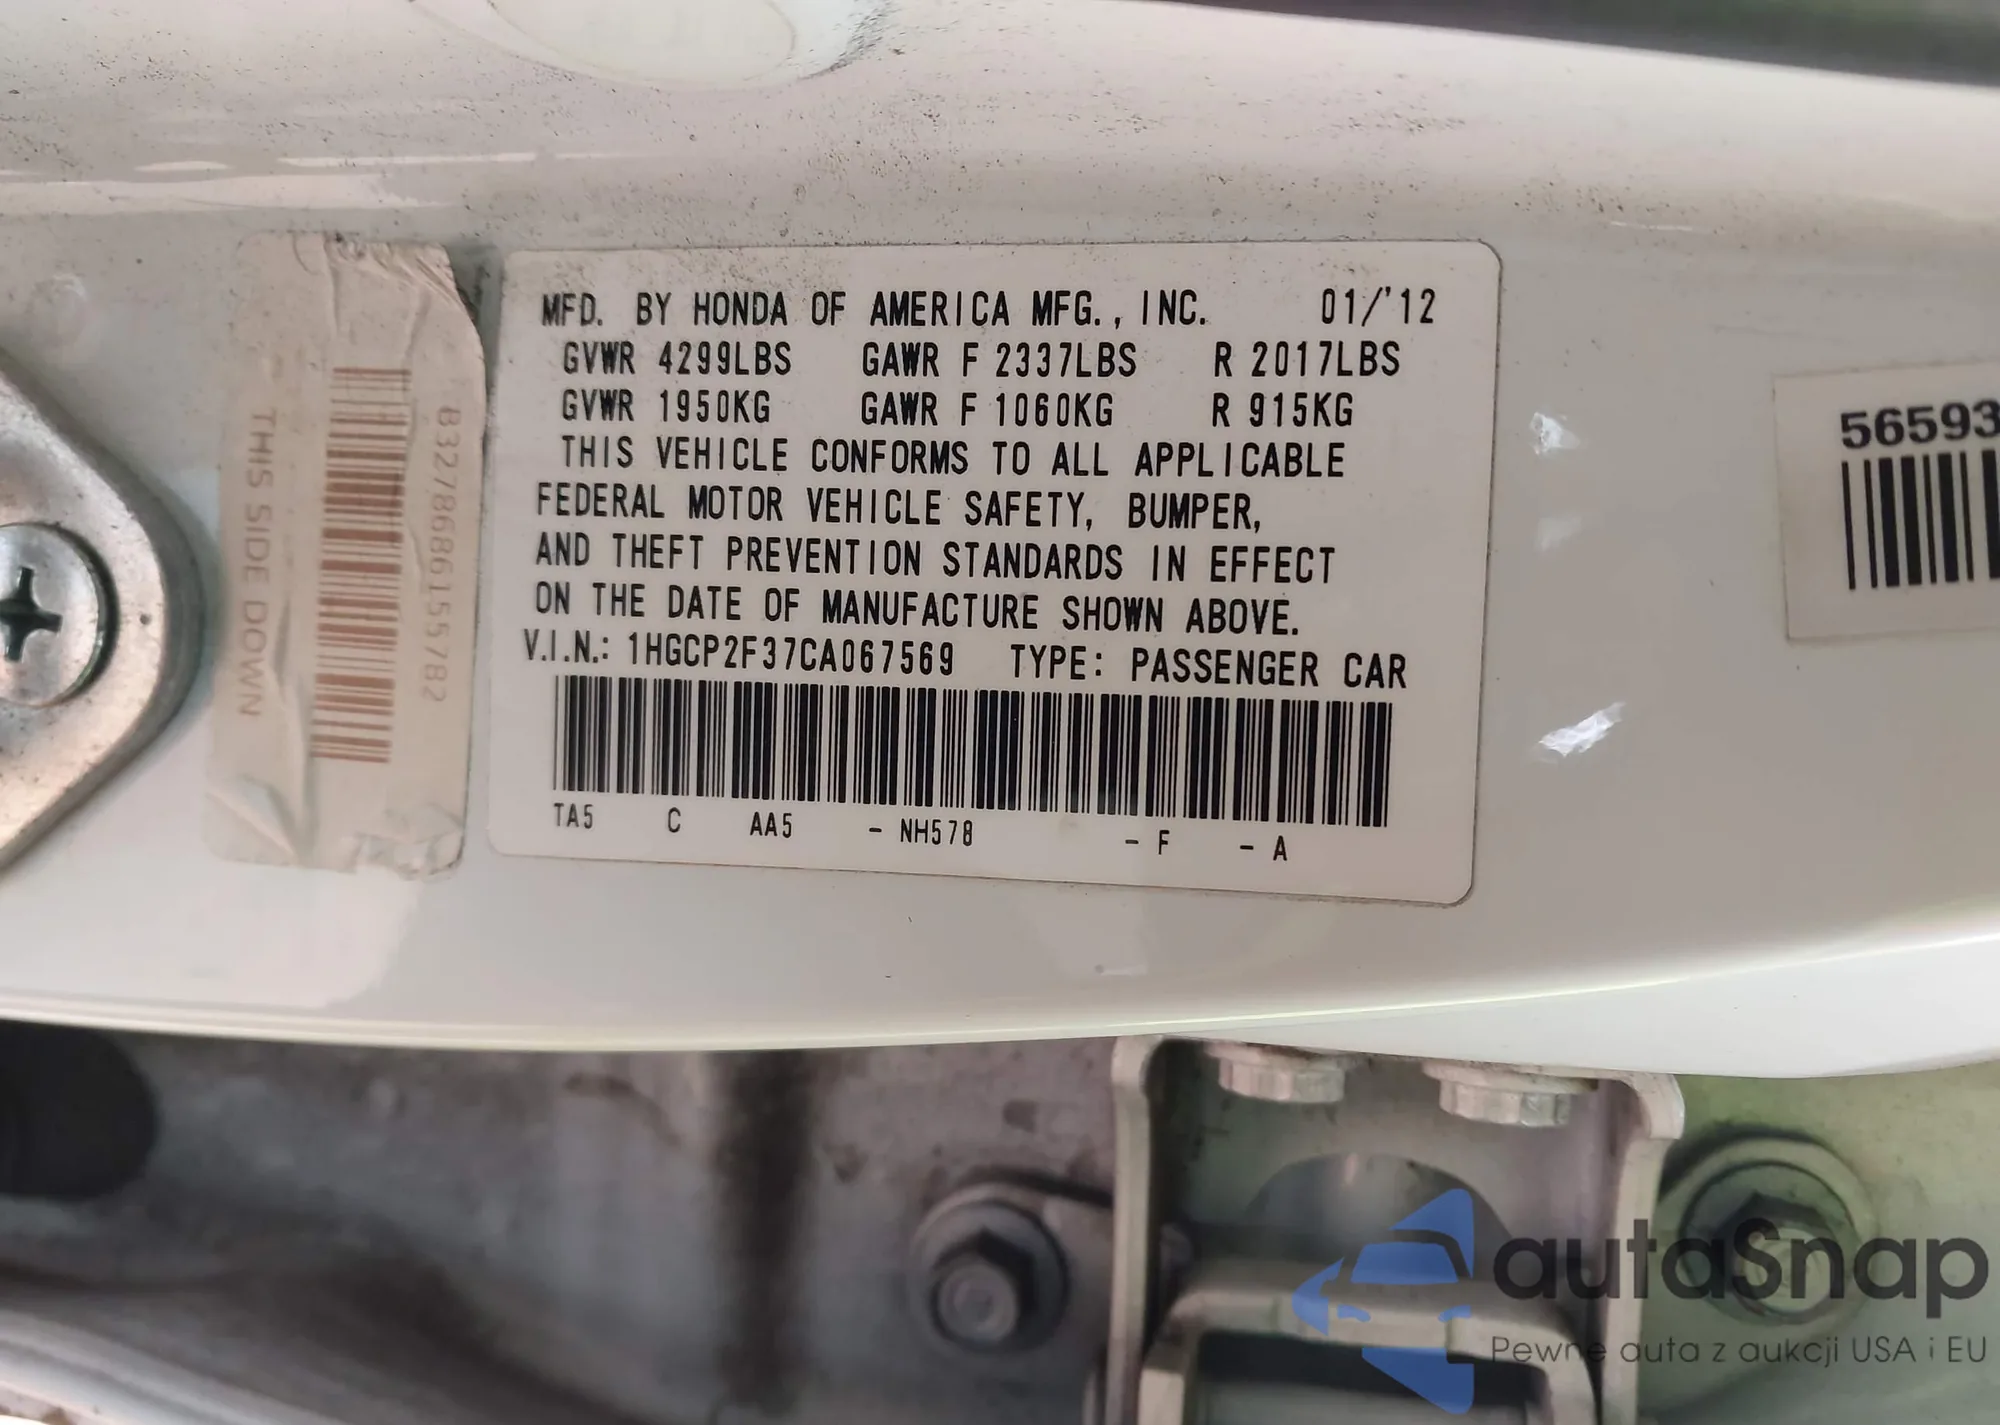 MFD. BY HONDA OF AMERICA MFG., INC. 01/'12
GVWR 4299LBS GAWR F 2337LBS R 2017LBS
GVWR 1950KG GAWR F 1060KG R 915KG
THIS VEHICLE CONFORMS TO ALL APPLICABLE
FEDERAL MOTOR VEHICLE SAFETY, BUMPER,
AND THEFT PREVENTION STANDARDS IN EFFECT
ON THE DATE OF MANUFACTURE SHOWN ABOVE.
V.I.N.: 1HGCP2F37CA067569 TYPE: PASSENGER CAR
TA5 C AA5 - NH578 - F - A
B3278686155782
THIS SIDE DOWN
56593
autaSnap
Pewne auta z aukcji USA i EU